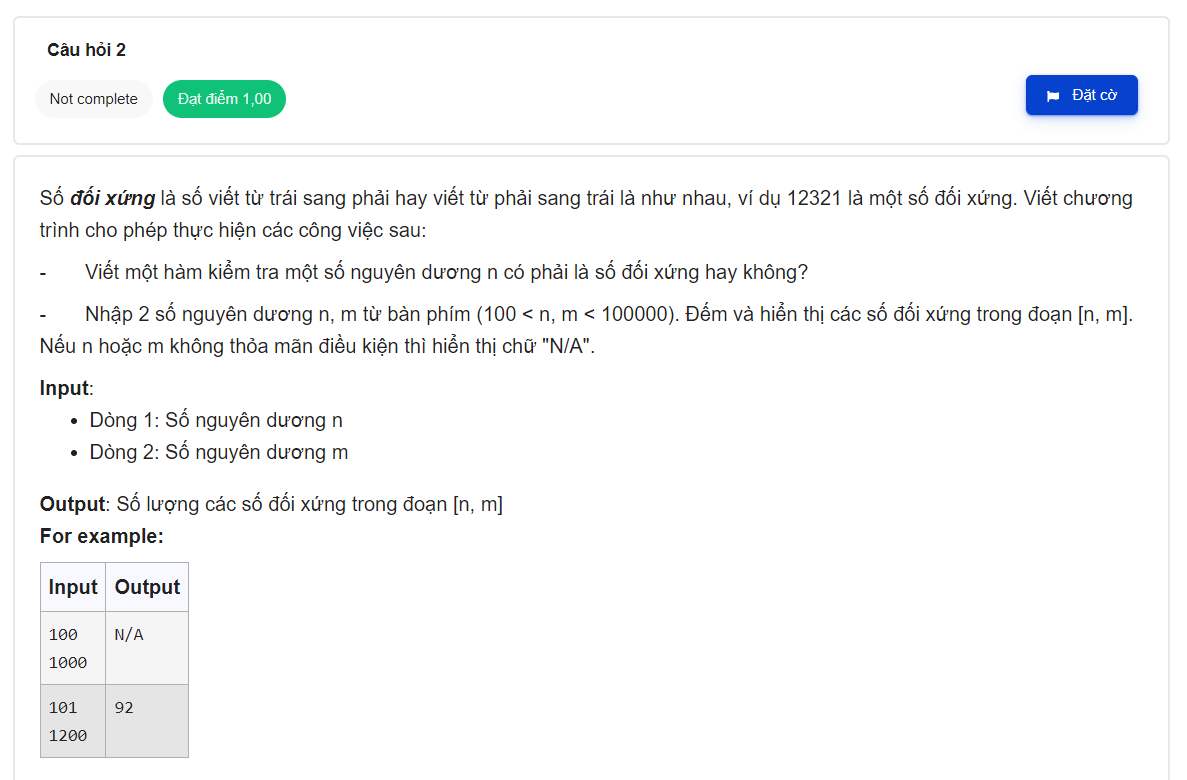 Câu hỏi 2
Not complete
Đạt điểm 1,00
Đặt cờ
Số đối xứng là số viết từ trái sang phải hay viết từ phải sang trái là như nhau, ví dụ 12321 là một số đối xứng. Viết chương
trình cho phép thực hiện các công việc sau:
- Viết một hàm kiểm tra một số nguyên dương n có phải là số đối xứng hay không?
- Nhập 2 số nguyên dương n, m từ bàn phím (100 < n, m < 100000). Đếm và hiển thị các số đối xứng trong đoạn [n, m].
Nếu n hoặc m không thỏa mãn điều kiện thì hiển thị chữ "N/A".
Input:
• Dòng 1: Số nguyên dương n
• Dòng 2: Số nguyên dương m
Output: Số lượng các số đối xứng trong đoạn [n, m]
For example:
Input Output
100 N/A
1000
101 92
1200